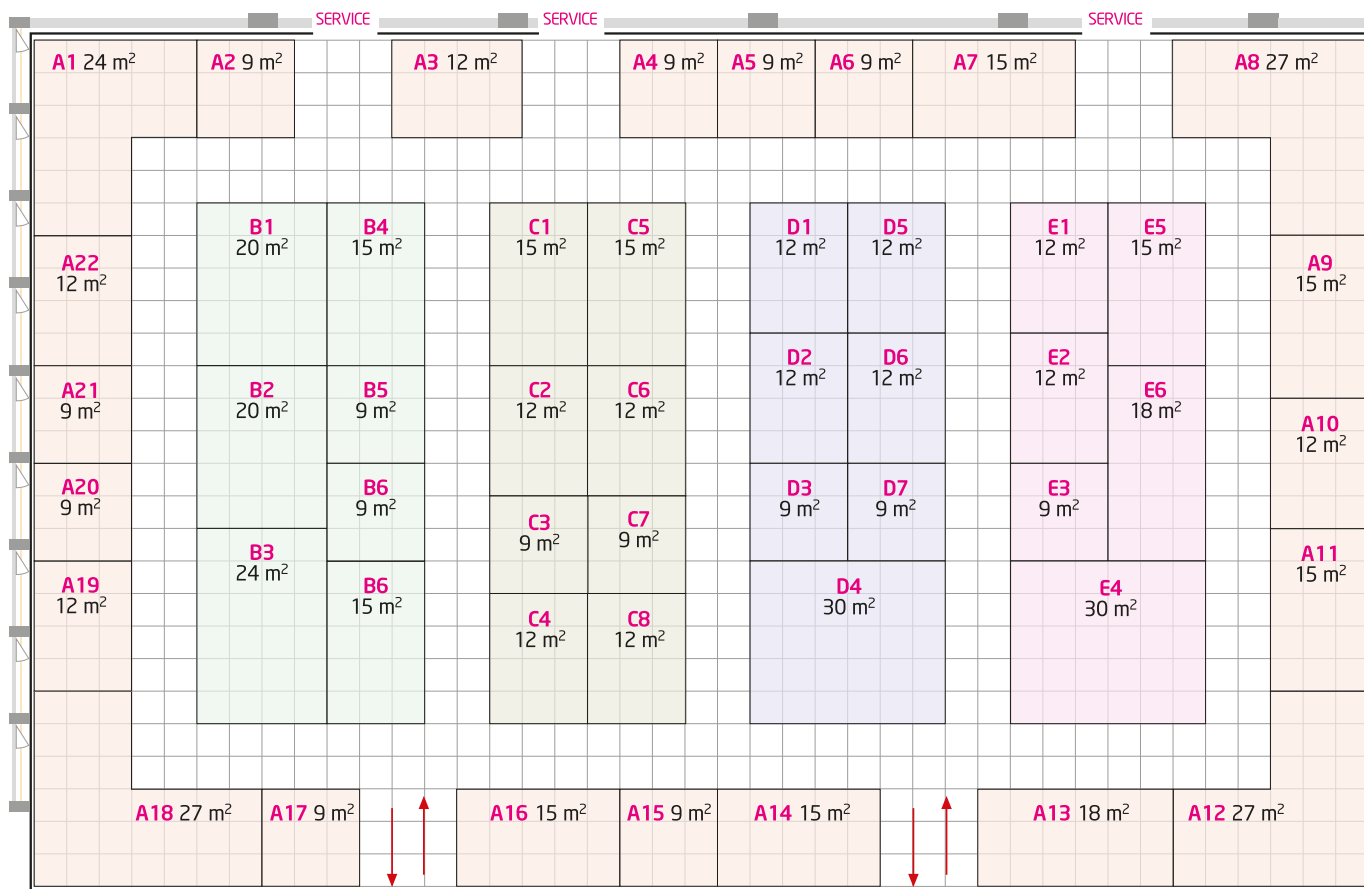 SERVICE SERVICE SERVICE
A1 24 m² A2 9 m² A3 12 m² A4 9 m² A5 9 m² A6 9 m² A7 15 m² A8 27 m²
B1
20 m²
B4
15 m²
C1
15 m²
C5
15 m²
D1
12 m²
D5
12 m²
E1
12 m²
E5
15 m²
A22
12 m²
A9
15 m²
D2
12 m²
D6
12 m²
E2
12 m²
A21
9 m²
B2
20 m²
B5
9 m²
C2
12 m²
C6
12 m²
E6
18 m²
A10
12 m²
A20
9 m²
B6
9 m²
D3
9 m²
D7
9 m²
E3
9 m²
C3
9 m²
C7
9 m²
B3
24 m²
A11
15 m²
A19
12 m²
B6
15 m²
D4
30 m²
E4
30 m²
C4
12 m²
C8
12 m²
A18 27 m² A17 9 m² A16 15 m² A15 9 m² A14 15 m² A13 18 m² A12 27 m²